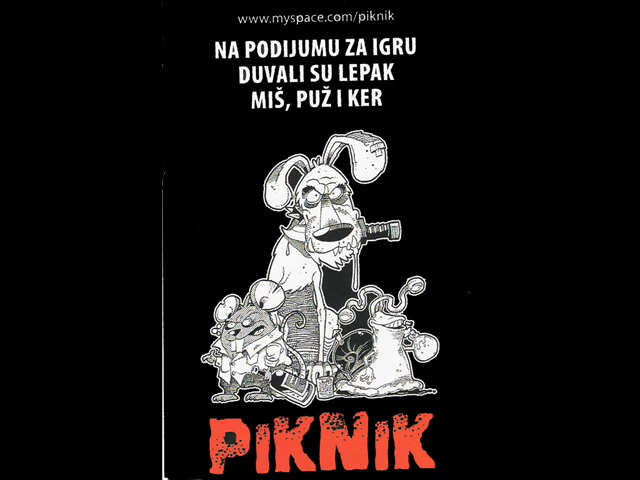 www.myspace.com/piknik
NA PODIJUMU ZA IGRU
DUVALI SU LEPAK
MIŠ, PUŽ I KER
PiKNiK